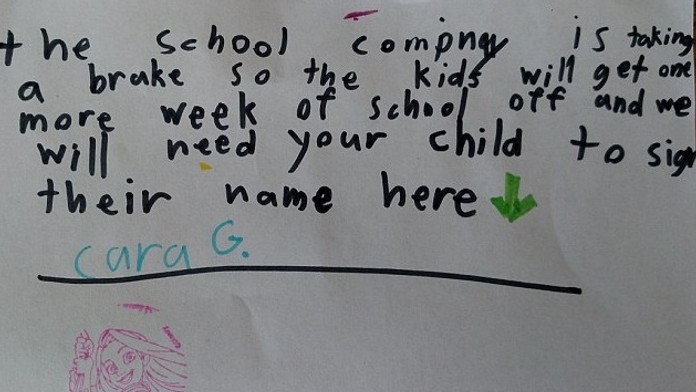 the school compny is taking
a brake so the kids will get one
more week of school off and we
will need your child to sign
their name here
cara G.